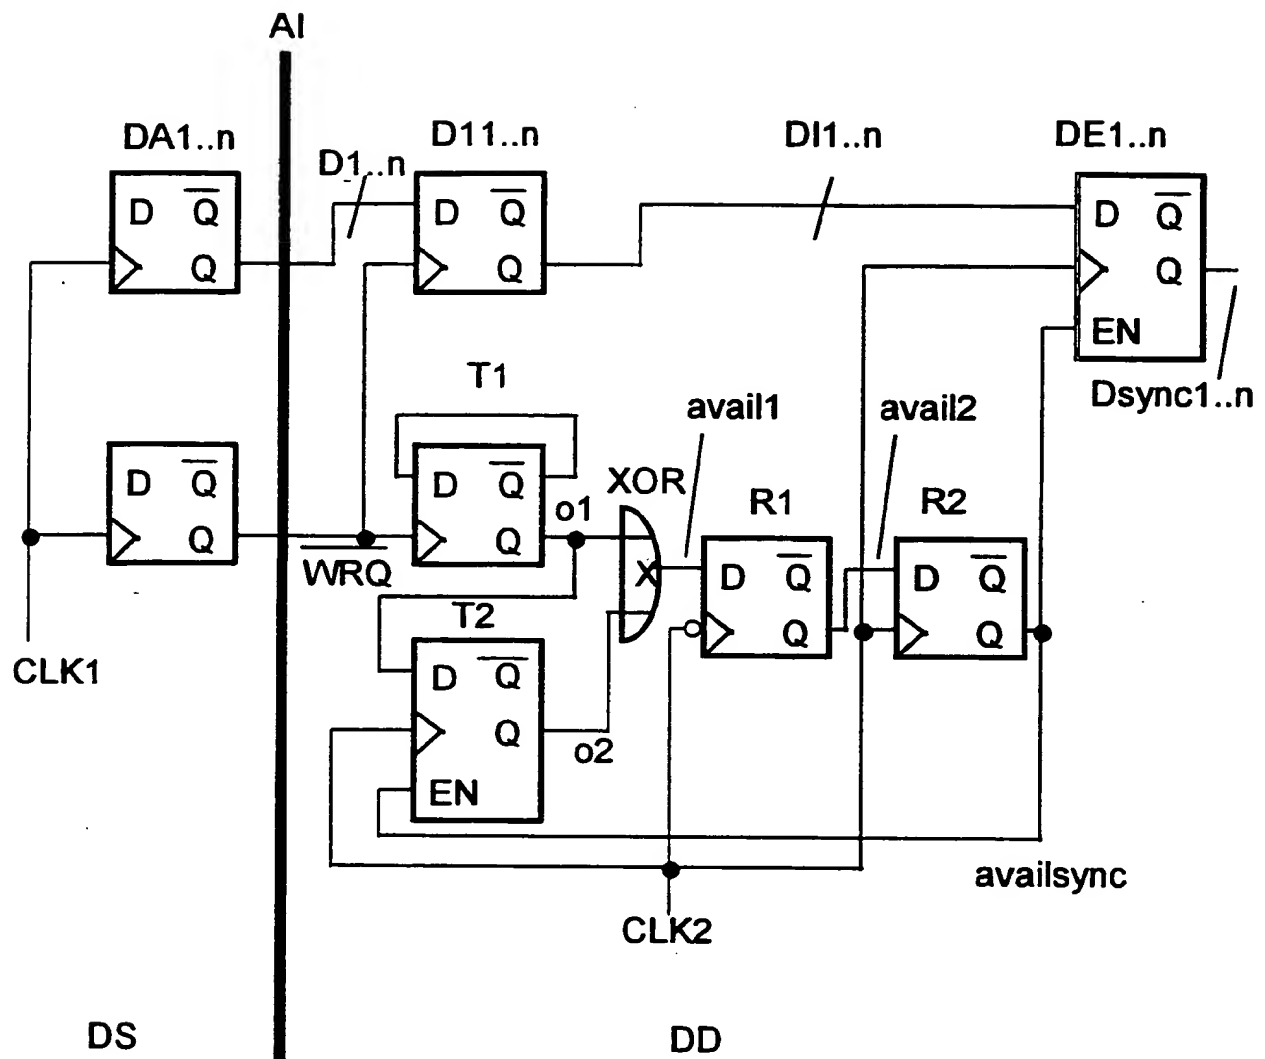 AI
DA1..n
D1..n
D11..n
DI1..n
DE1..n
D Q̅
Q
D Q̅
Q
D Q̅
Q
EN
Dsync1..n
T1
avail1
avail2
D Q̅
Q
W̅R̅Q̅
D Q̅
Q
o1
XOR
X
R1
D Q̅
Q
R2
D Q̅
Q
T2
D Q̅
Q
EN
o2
CLK1
CLK2
availsync
DS
DD